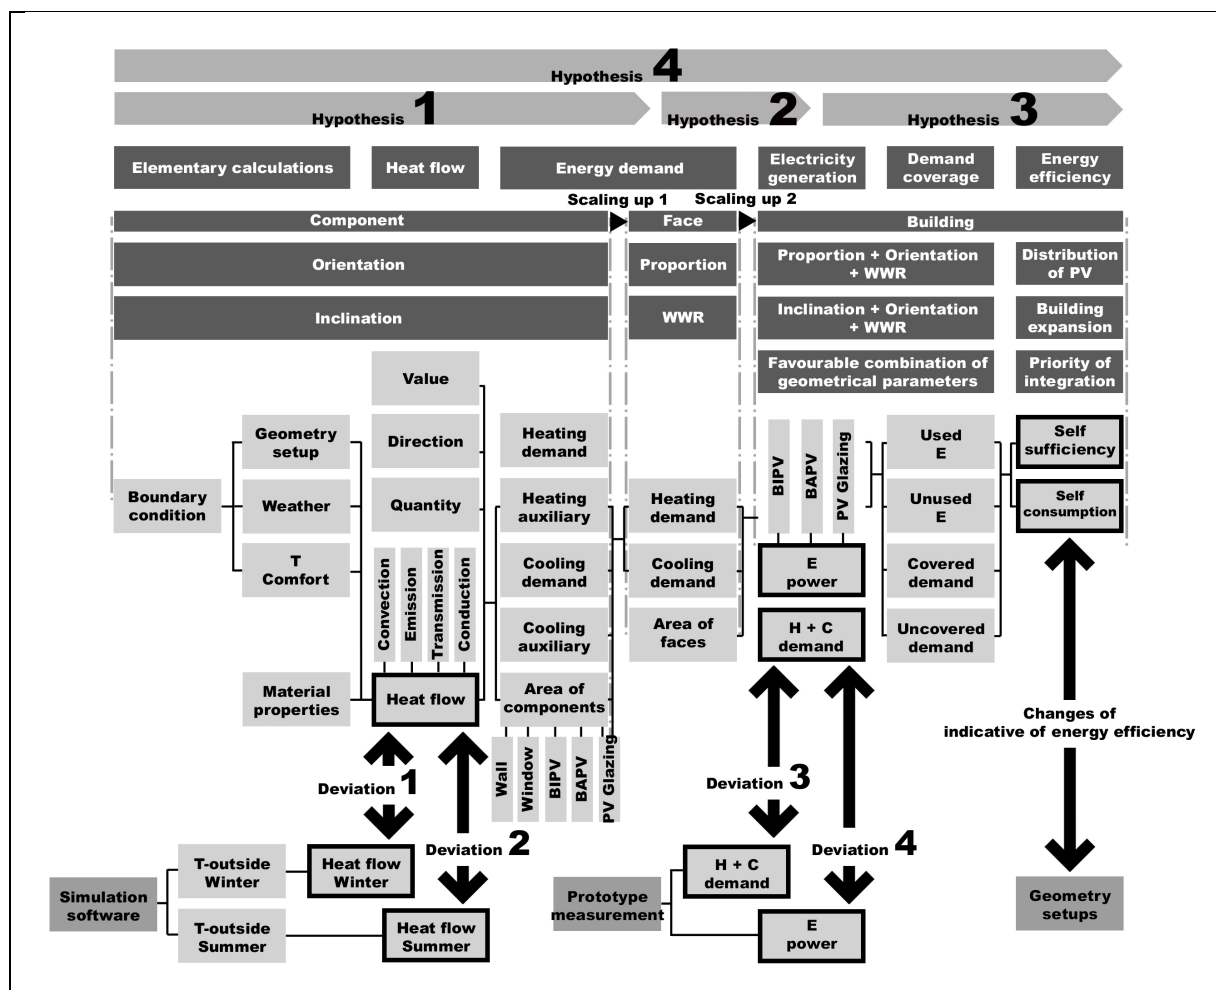 Hypothesis 4
Hypothesis 1
Hypothesis 2
Hypothesis 3
Elementary calculations
Heat flow
Energy demand
Electricity
generation
Demand
coverage
Energy
efficiency
Scaling up 1
Scaling up 2
Component
Face
Building
Orientation
Proportion
Proportion + Orientation
+ WWR
Distribution
of PV
Inclination
WWR
Inclination + Orientation
+ WWR
Building
expansion
Favourable combination of
geometrical parameters
Priority of
integration
Value
Direction
Quantity
Geometry
setup
Weather
T
Comfort
Boundary
condition
Material
properties
Convection
Emission
Transmission
Conduction
Heat flow
Heating
demand
Heating
auxiliary
Cooling
demand
Cooling
auxiliary
Area of
components
Wall
Window
BIPV
BAPV
PV Glazing
Heating
demand
Cooling
demand
Area of
faces
BIPV
BAPV
PV Glazing
E
power
H + C
demand
Used
E
Unused
E
Covered
demand
Uncovered
demand
Self
sufficiency
Self
consumption
Changes of
indicative of energy efficiency
Deviation 1
Deviation 2
Deviation 3
Deviation 4
Simulation
software
T-outside
Winter
T-outside
Summer
Heat flow
Winter
Heat flow
Summer
Prototype
measurement
H + C
demand
E
power
Geometry
setups